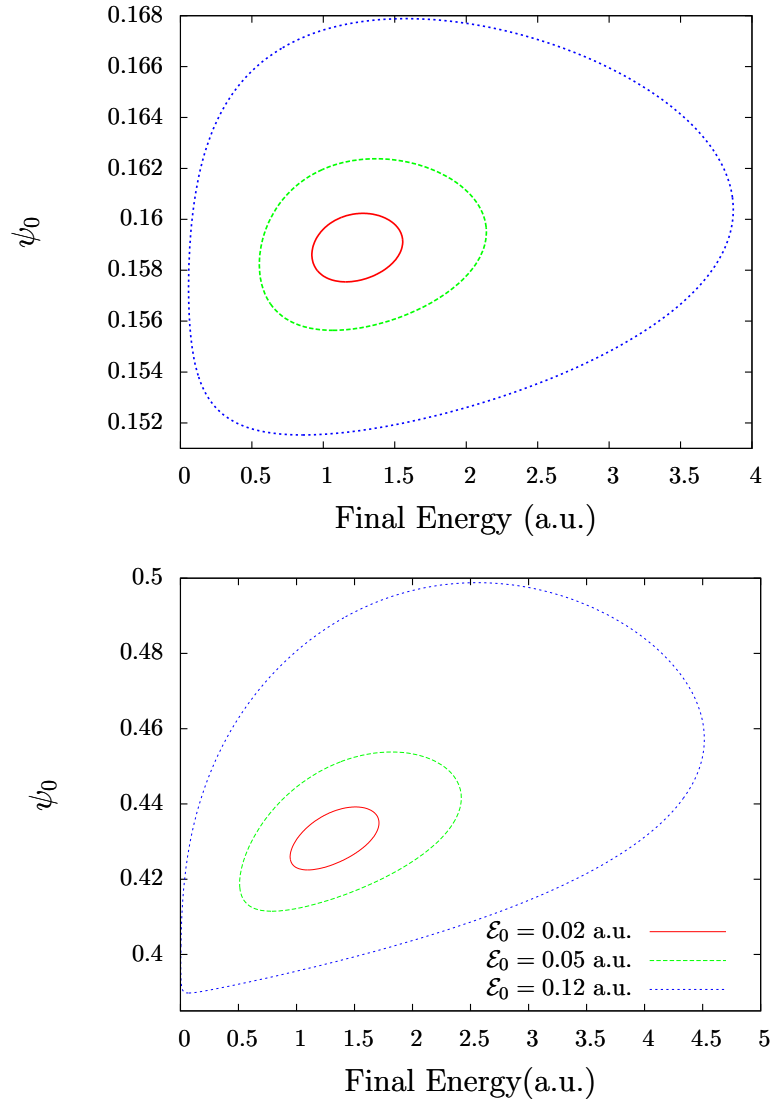 0.168
0.166
0.164
0.162
0.16
0.158
0.156
0.154
0.152
ψ0
0 0.5 1 1.5 2 2.5 3 3.5 4
Final Energy (a.u.)
0.5
0.48
0.46
0.44
0.42
0.4
ψ0
ℰ0 = 0.02 a.u.
ℰ0 = 0.05 a.u.
ℰ0 = 0.12 a.u.
0 0.5 1 1.5 2 2.5 3 3.5 4 4.5 5
Final Energy(a.u.)